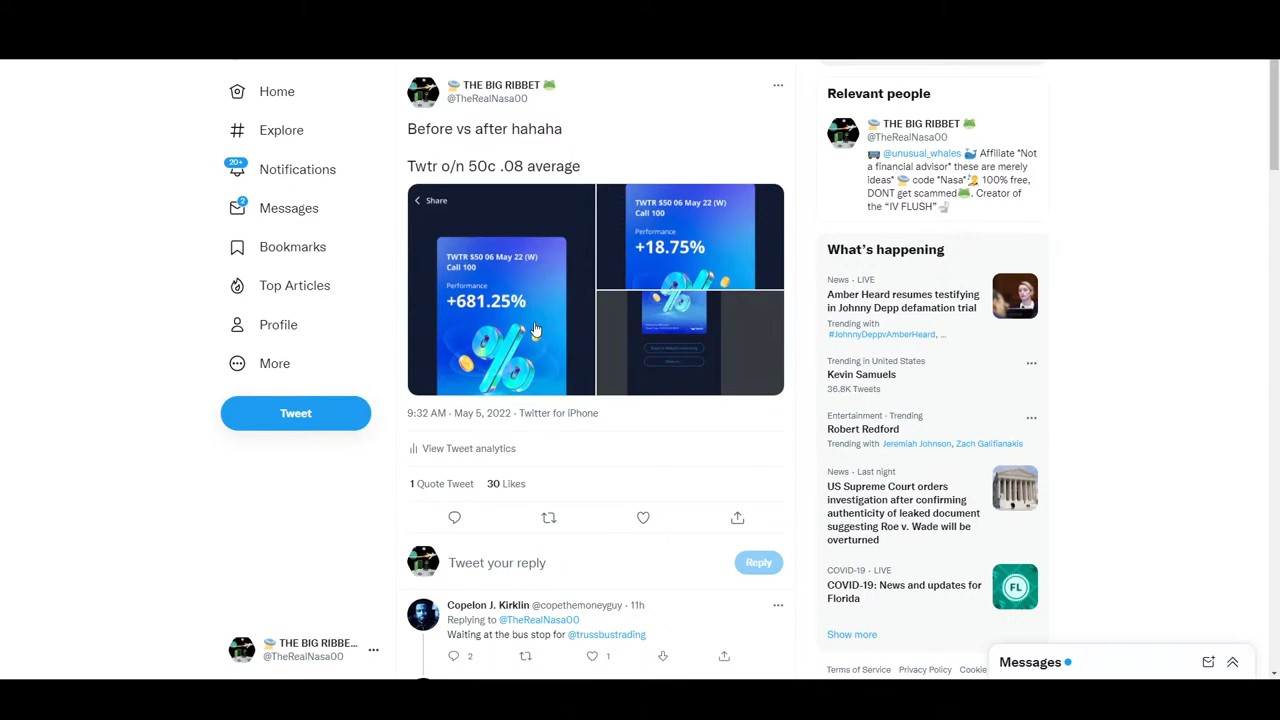 Home
Explore
20+
Notifications
2
Messages
Bookmarks
Top Articles
Profile
More
Tweet
THE BIG RIBBE...
@TheRealNasa00
THE BIG RIBBET
@TheRealNasa00
Before vs after hahaha
Twtr o/n 50c .08 average
Share
TWTR $50 06 May 22 (W)
Call 100
Performance
+681.25%
TWTR $50 06 May 22 (W)
Call 100
Performance
+18.75%
9:32 AM · May 5, 2022 · Twitter for iPhone
View Tweet analytics
1 Quote Tweet 30 Likes
Tweet your reply
Reply
Copelon J. Kirklin @copethemoneyguy · 11h
Replying to @TheRealNasa00
Waiting at the bus stop for @trussbustrading
2
1
Relevant people
THE BIG RIBBET
@TheRealNasa00
@unusual_whales Affiliate *Not
a financial advisor* these are merely
ideas* code "Nasa" 100% free,
DONT get scammed. Creator of
the "IV FLUSH"
What's happening
News · LIVE
Amber Heard resumes testifying
in Johnny Depp defamation trial
Trending with
#JohnnyDeppvAmberHeard, ...
Trending in United States
Kevin Samuels
36.8K Tweets
Entertainment · Trending
Robert Redford
Trending with Jeremiah Johnson, Zach Galifianakis
News · Last night
US Supreme Court orders
investigation after confirming
authenticity of leaked document
suggesting Roe v. Wade will be
overturned
COVID-19 · LIVE
COVID-19: News and updates for
Florida
FL
Show more
Terms of Service Privacy Policy Cookie
Messages